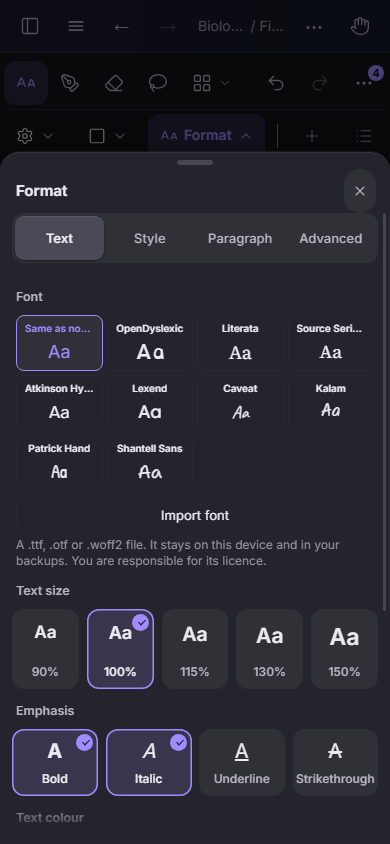 Biolo... / Fi...
Aᴀ
4
Aᴀ Format
Format
Text Style Paragraph Advanced
Font
Same as no... OpenDyslexic Literata Source Seri...
Aa Aa Aa Aa
Atkinson Hy... Lexend Caveat Kalam
Aa Aa Aa Aa
Patrick Hand Shantell Sans
Aa Aa
Import font
A .ttf, .otf or .woff2 file. It stays on this device and in your
backups. You are responsible for its licence.
Text size
Aa Aa Aa Aa Aa
90% 100% 115% 130% 150%
Emphasis
A A A A
Bold Italic Underline Strikethrough
Text colour